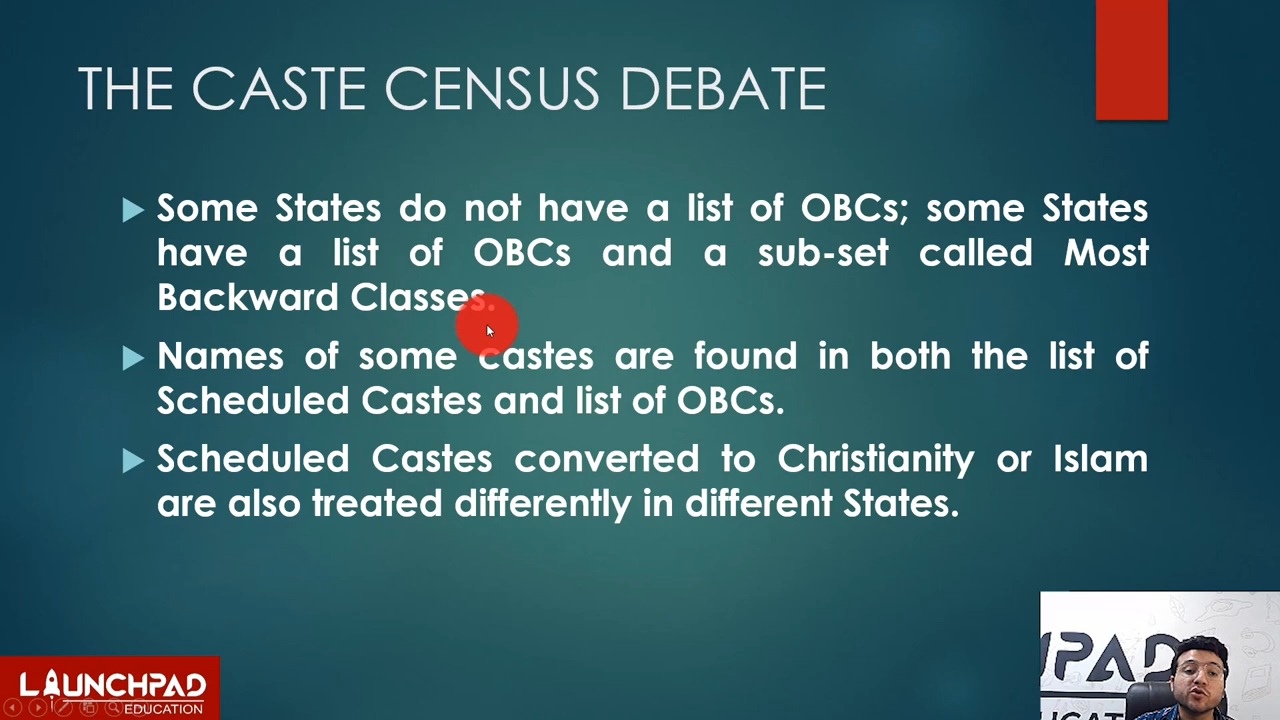 THE CASTE CENSUS DEBATE
Some States do not have a list of OBCs; some States
have a list of OBCs and a sub-set called Most
Backward Classes.
Names of some castes are found in both the list of
Scheduled Castes and list of OBCs.
Scheduled Castes converted to Christianity or Islam
are also treated differently in different States.
LAUNCHPAD
EDUCATION
PAD